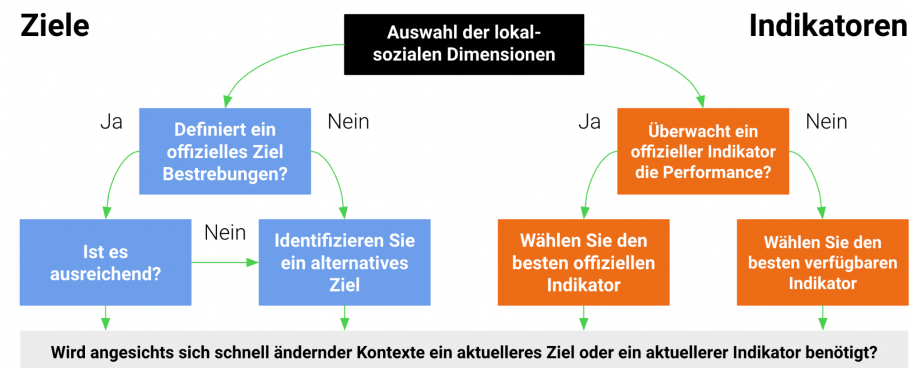 Ziele
Indikatoren
Auswahl der lokal-
sozialen Dimensionen
Ja
Definiert ein
offizielles Ziel
Bestrebungen?
Nein
Ja
Überwacht ein
offizieller Indikator
die Performance?
Nein
Ist es
ausreichend?
Nein
Identifizieren Sie
ein alternatives
Ziel
Wählen Sie den
besten offiziellen
Indikator
Wählen Sie den
besten verfügbaren
Indikator
Wird angesichts sich schnell ändernder Kontexte ein aktuelleres Ziel oder ein aktuellerer Indikator benötigt?